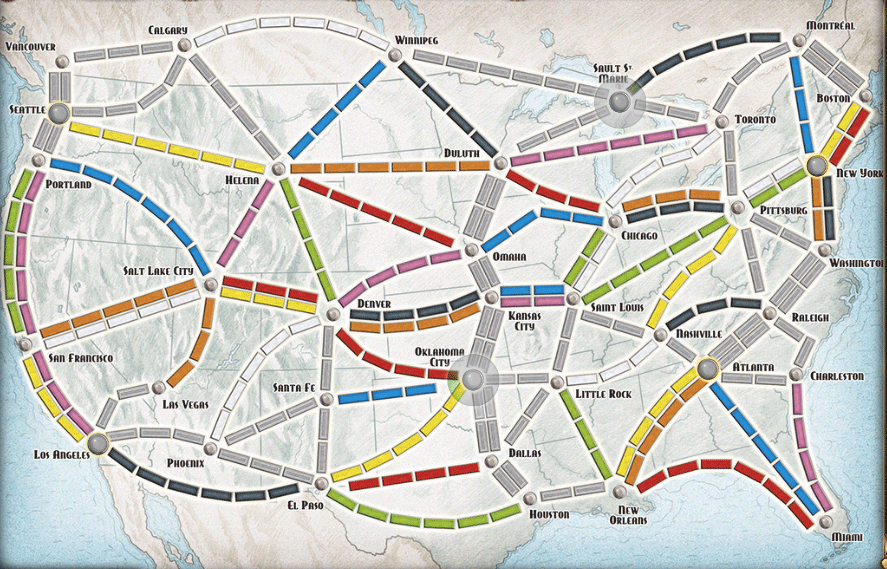 Montréal
Calgary
Vancouver
Winnipeg
Sault St.
Marie
Boston
Seattle
Toronto
Duluth
New York
Helena
Portland
Pittsburg
Chicago
Omaha
Washington
Salt Lake City
Denver
Saint Louis
Kansas
City
Raleigh
Nashville
San Francisco
Oklahoma
City
Atlanta
Charleston
Santa Fe
Little Rock
Las Vegas
Los Angeles
Phoenix
Dallas
El Paso
Houston
New
Orleans
Miami